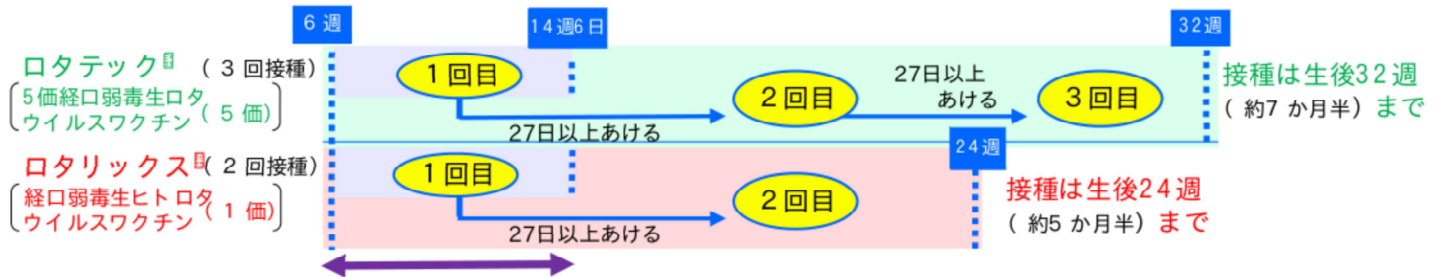 6週
14週6日
32週
ロタテック (3回接種)
5価経口弱毒生ロタ
ウイルスワクチン
(5価)
1回目
27日以上あける
2回目
27日以上
あける
3回目
接種は生後32週
(約7か月半)まで
ロタリックス (2回接種)
経口弱毒生ヒトロタ
ウイルスワクチン
(1価)
1回目
27日以上あける
2回目
24週
接種は生後24週
(約5か月半)まで